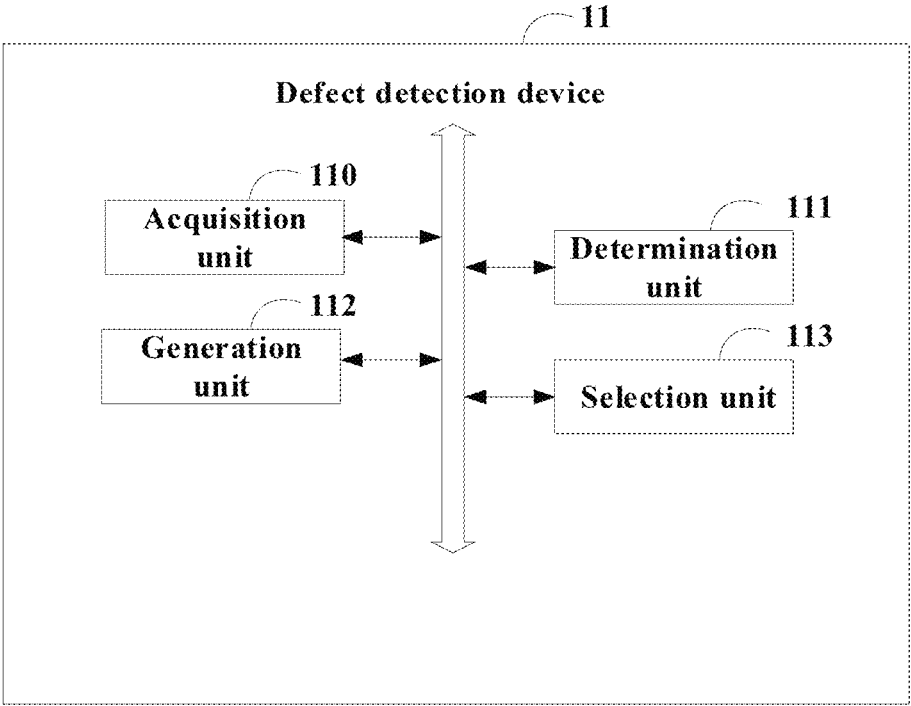 11
Defect detection device
110
Acquisition
unit
111
Determination
unit
112
Generation
unit
113
Selection unit